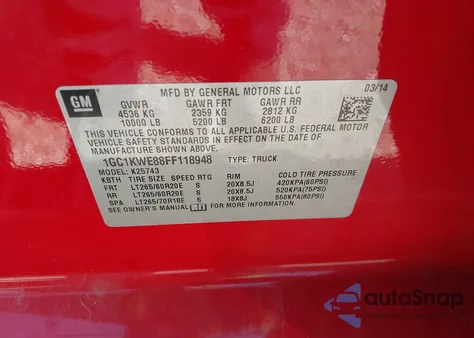 GM
MFD BY GENERAL MOTORS LLC
03/14
GVWR GAWR FRT GAWR RR
4536 KG 2359 KG 2812 KG
10000 LB 5200 LB 6200 LB
THIS VEHICLE CONFORMS TO ALL APPLICABLE U.S. FEDERAL MOTOR
VEHICLE SAFETY STANDARDS IN EFFECT ON THE DATE OF
MANUFACTURE SHOWN ABOVE.
1GC1KWE88FF118948 TYPE: TRUCK
MODEL: K25743
KBTH TIRE SIZE SPEED RTG RIM COLD TIRE PRESSURE
FRT LT265/60R20E S 20X8.5J 420KPA(60PSI)
RR LT265/60R20E S 20X8.5J 520KPA(75PSI)
SPA LT265/70R18E S 18X8J 550KPA(80PSI)
SEE OWNER'S MANUAL FOR MORE INFORMATION.
autoSnap